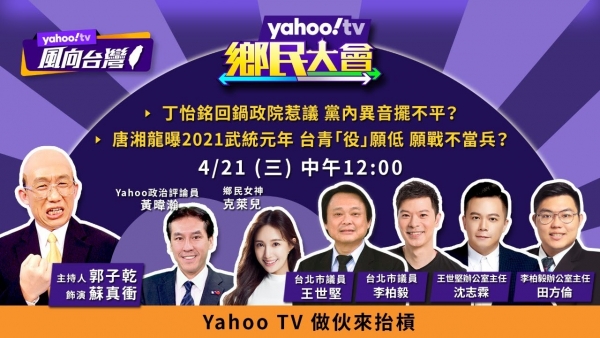 yahoo!tv
風向台灣
yahoo!tv
鄉民大會
丁怡銘回鍋政院惹議 黨內異音擺不平?
唐湘龍曝2021武統元年 台青「役」願低 願戰不當兵?
4/21 (三) 中午12:00
Yahoo政治評論員
黃暐瀚
鄉民女神
克萊兒
主持人 郭子乾
飾演 蘇真衝
台北市議員
王世堅
台北市議員
李柏毅
王世堅辦公室主任
沈志霖
李柏毅辦公室主任
田方倫
Yahoo TV 做伙來抬槓